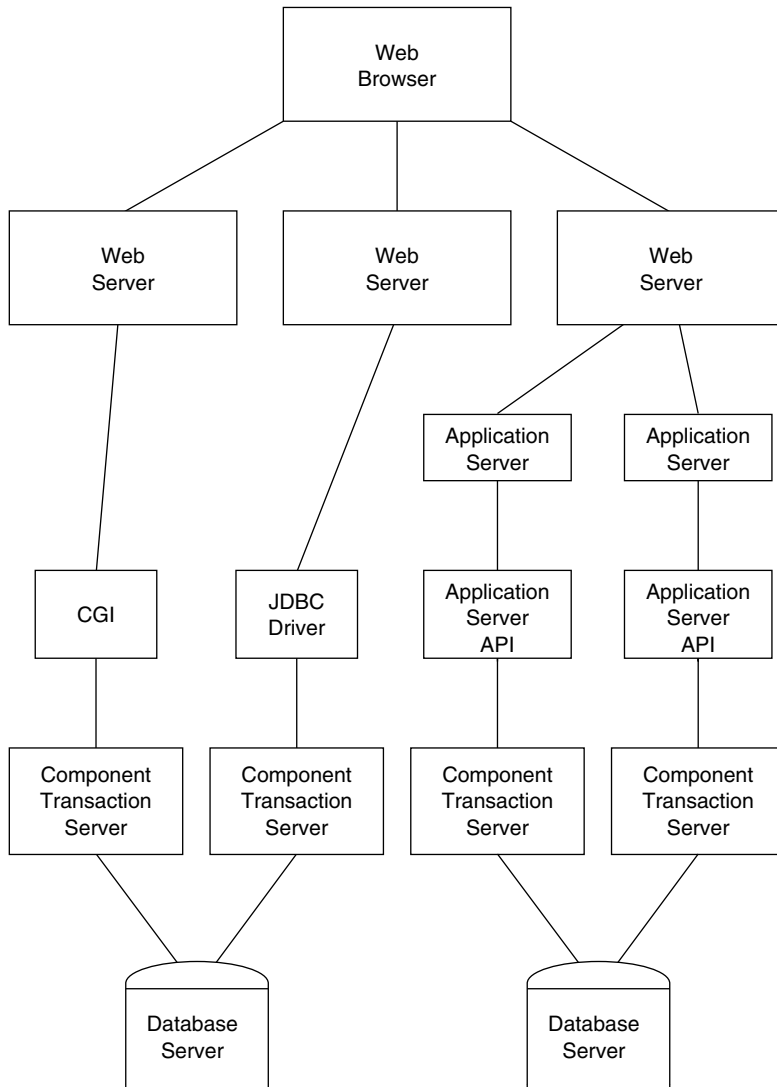 Web
Browser
Web
Server
Web
Server
Web
Server
Application
Server
Application
Server
CGI
JDBC
Driver
Application
Server
API
Application
Server
API
Component
Transaction
Server
Component
Transaction
Server
Component
Transaction
Server
Component
Transaction
Server
Database
Server
Database
Server